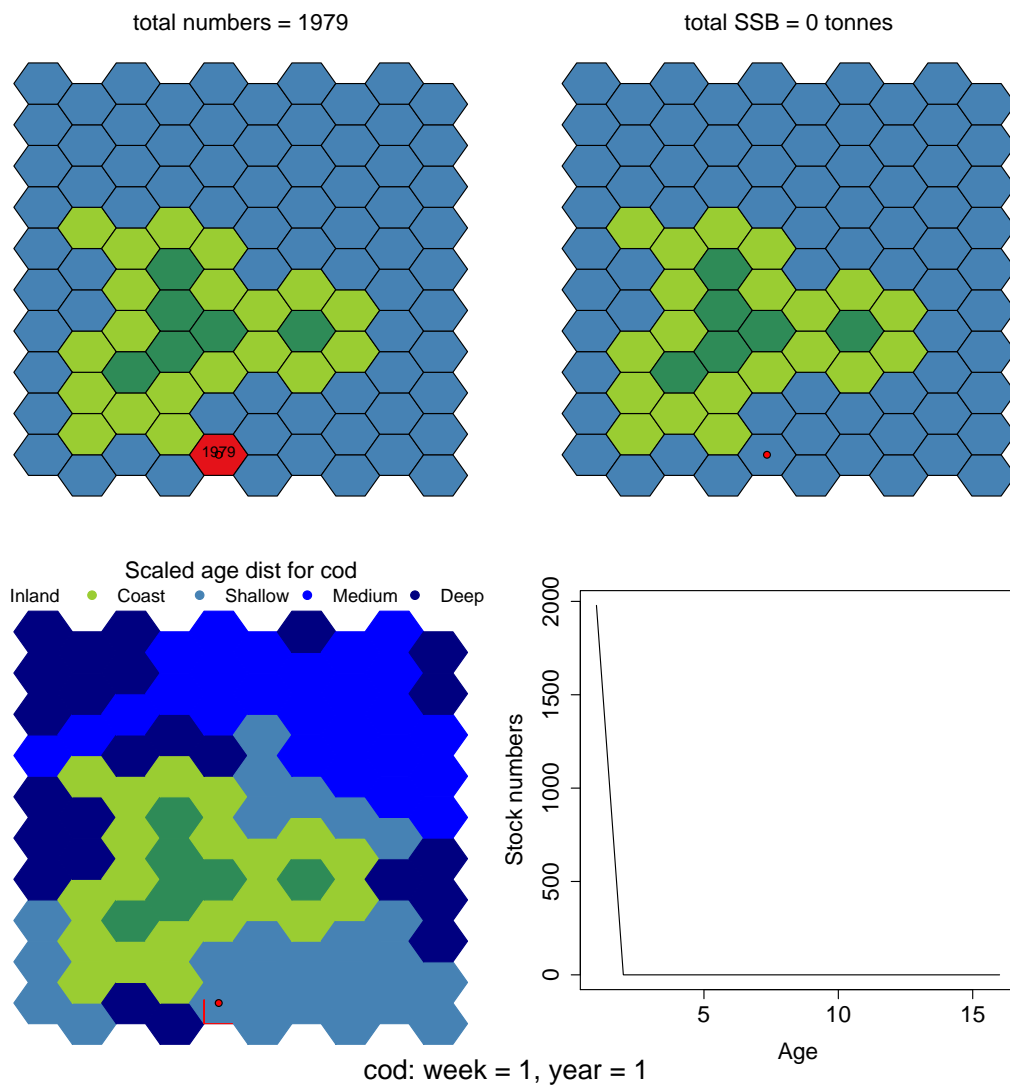 total numbers = 1979
total SSB = 0 tonnes
1979
Scaled age dist for cod
Inland Coast Shallow Medium Deep
Stock numbers
2000
1500
1000
500
0
5 10 15
Age
cod: week = 1, year = 1